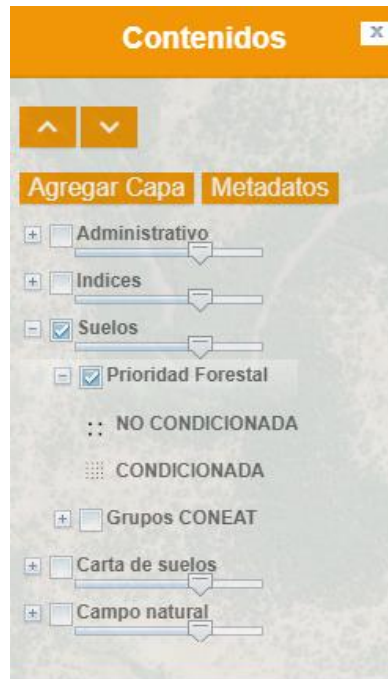 Contenidos
x
Agregar Capa Metadatos
Administrativo
Indices
Suelos
Prioridad Forestal
NO CONDICIONADA
CONDICIONADA
Grupos CONEAT
Carta de suelos
Campo natural